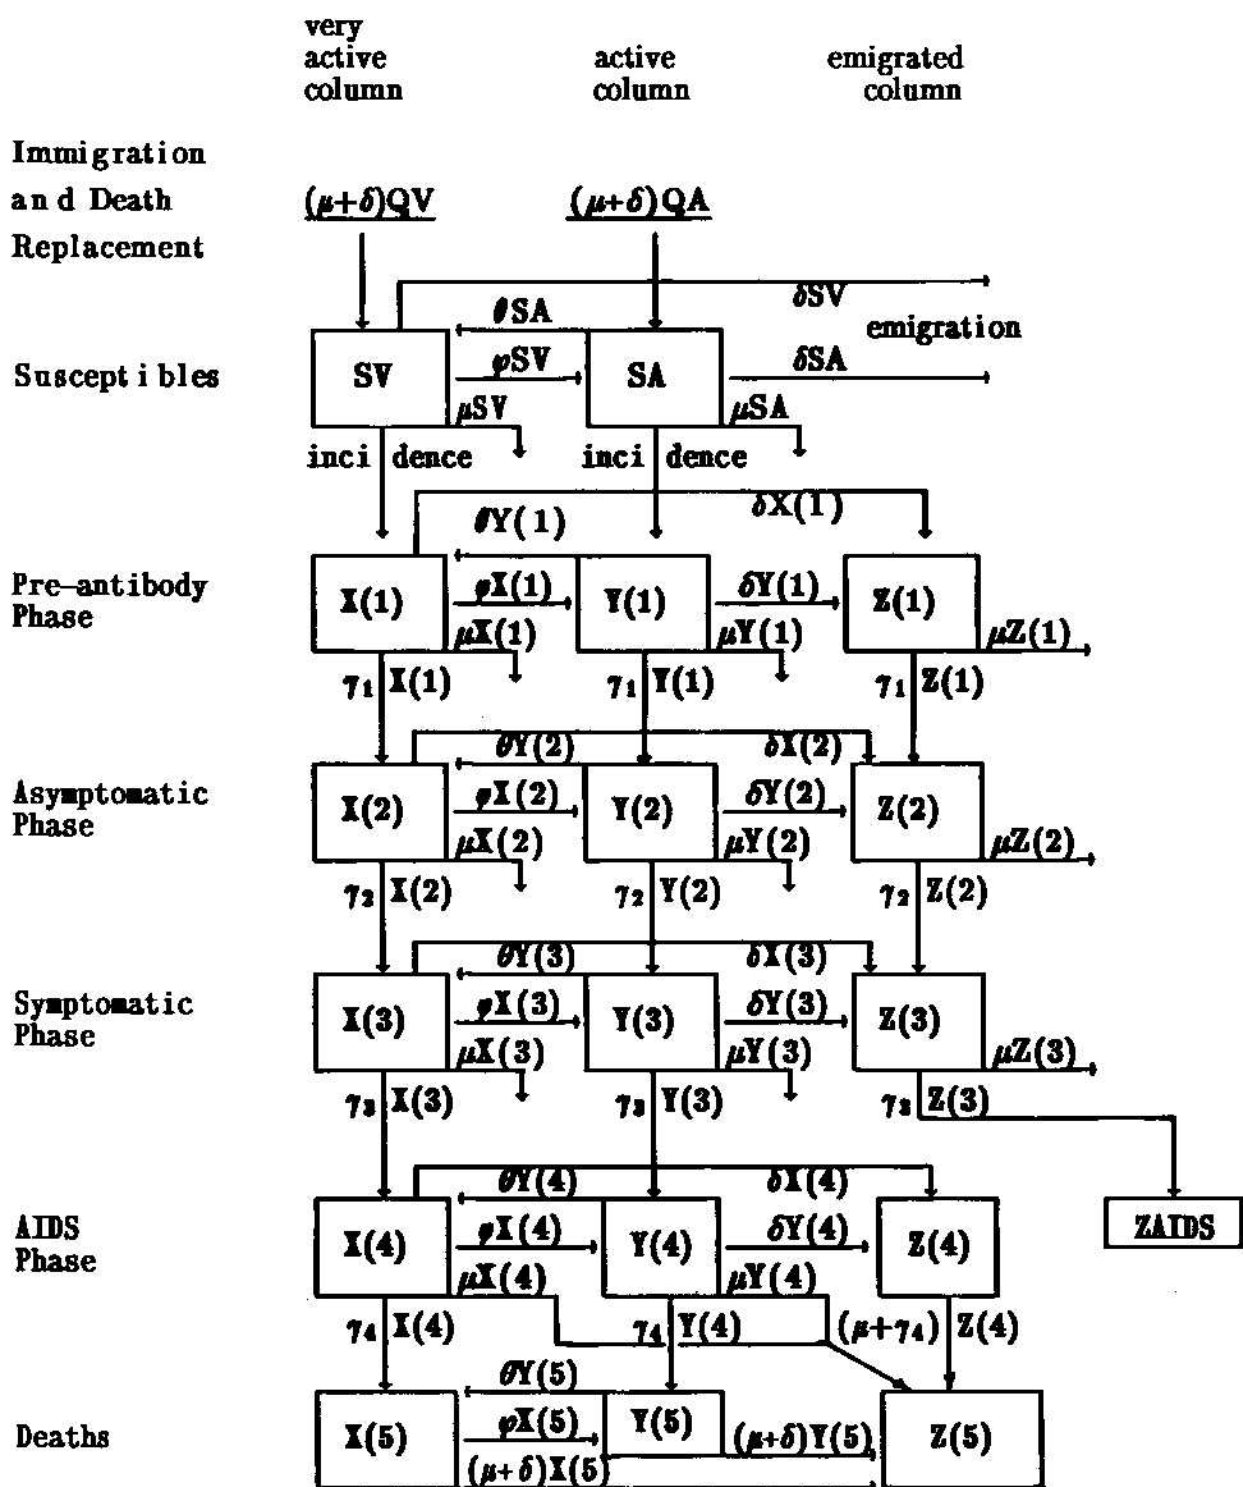 very
active
column
active
column
emigrated
column
Immigration
and Death
Replacement
(μ+δ)QV
(μ+δ)QA
δSV
θSA
emigration
Susceptibles
SV
φSV
SA
δSA
μSV
μSA
incidence
incidence
δX(1)
θY(1)
Pre-antibody
Phase
X(1)
φX(1)
Y(1)
δY(1)
Z(1)
μX(1)
μY(1)
μZ(1)
γ1 X(1)
γ1 Y(1)
γ1 Z(1)
θY(2)
δX(2)
Asymptomatic
Phase
X(2)
φX(2)
Y(2)
δY(2)
Z(2)
μX(2)
μY(2)
μZ(2)
γ2 X(2)
γ2 Y(2)
γ2 Z(2)
θY(3)
δX(3)
Symptomatic
Phase
X(3)
φX(3)
Y(3)
δY(3)
Z(3)
μX(3)
μY(3)
μZ(3)
γ3 X(3)
γ3 Y(3)
γ3 Z(3)
θY(4)
δX(4)
AIDS
Phase
X(4)
φX(4)
Y(4)
δY(4)
Z(4)
ZAIDS
μX(4)
μY(4)
γ4 X(4)
γ4 Y(4)
(μ+γ4) Z(4)
θY(5)
Deaths
X(5)
φX(5)
Y(5)
(μ+δ)Y(5)
Z(5)
(μ+δ)X(5)